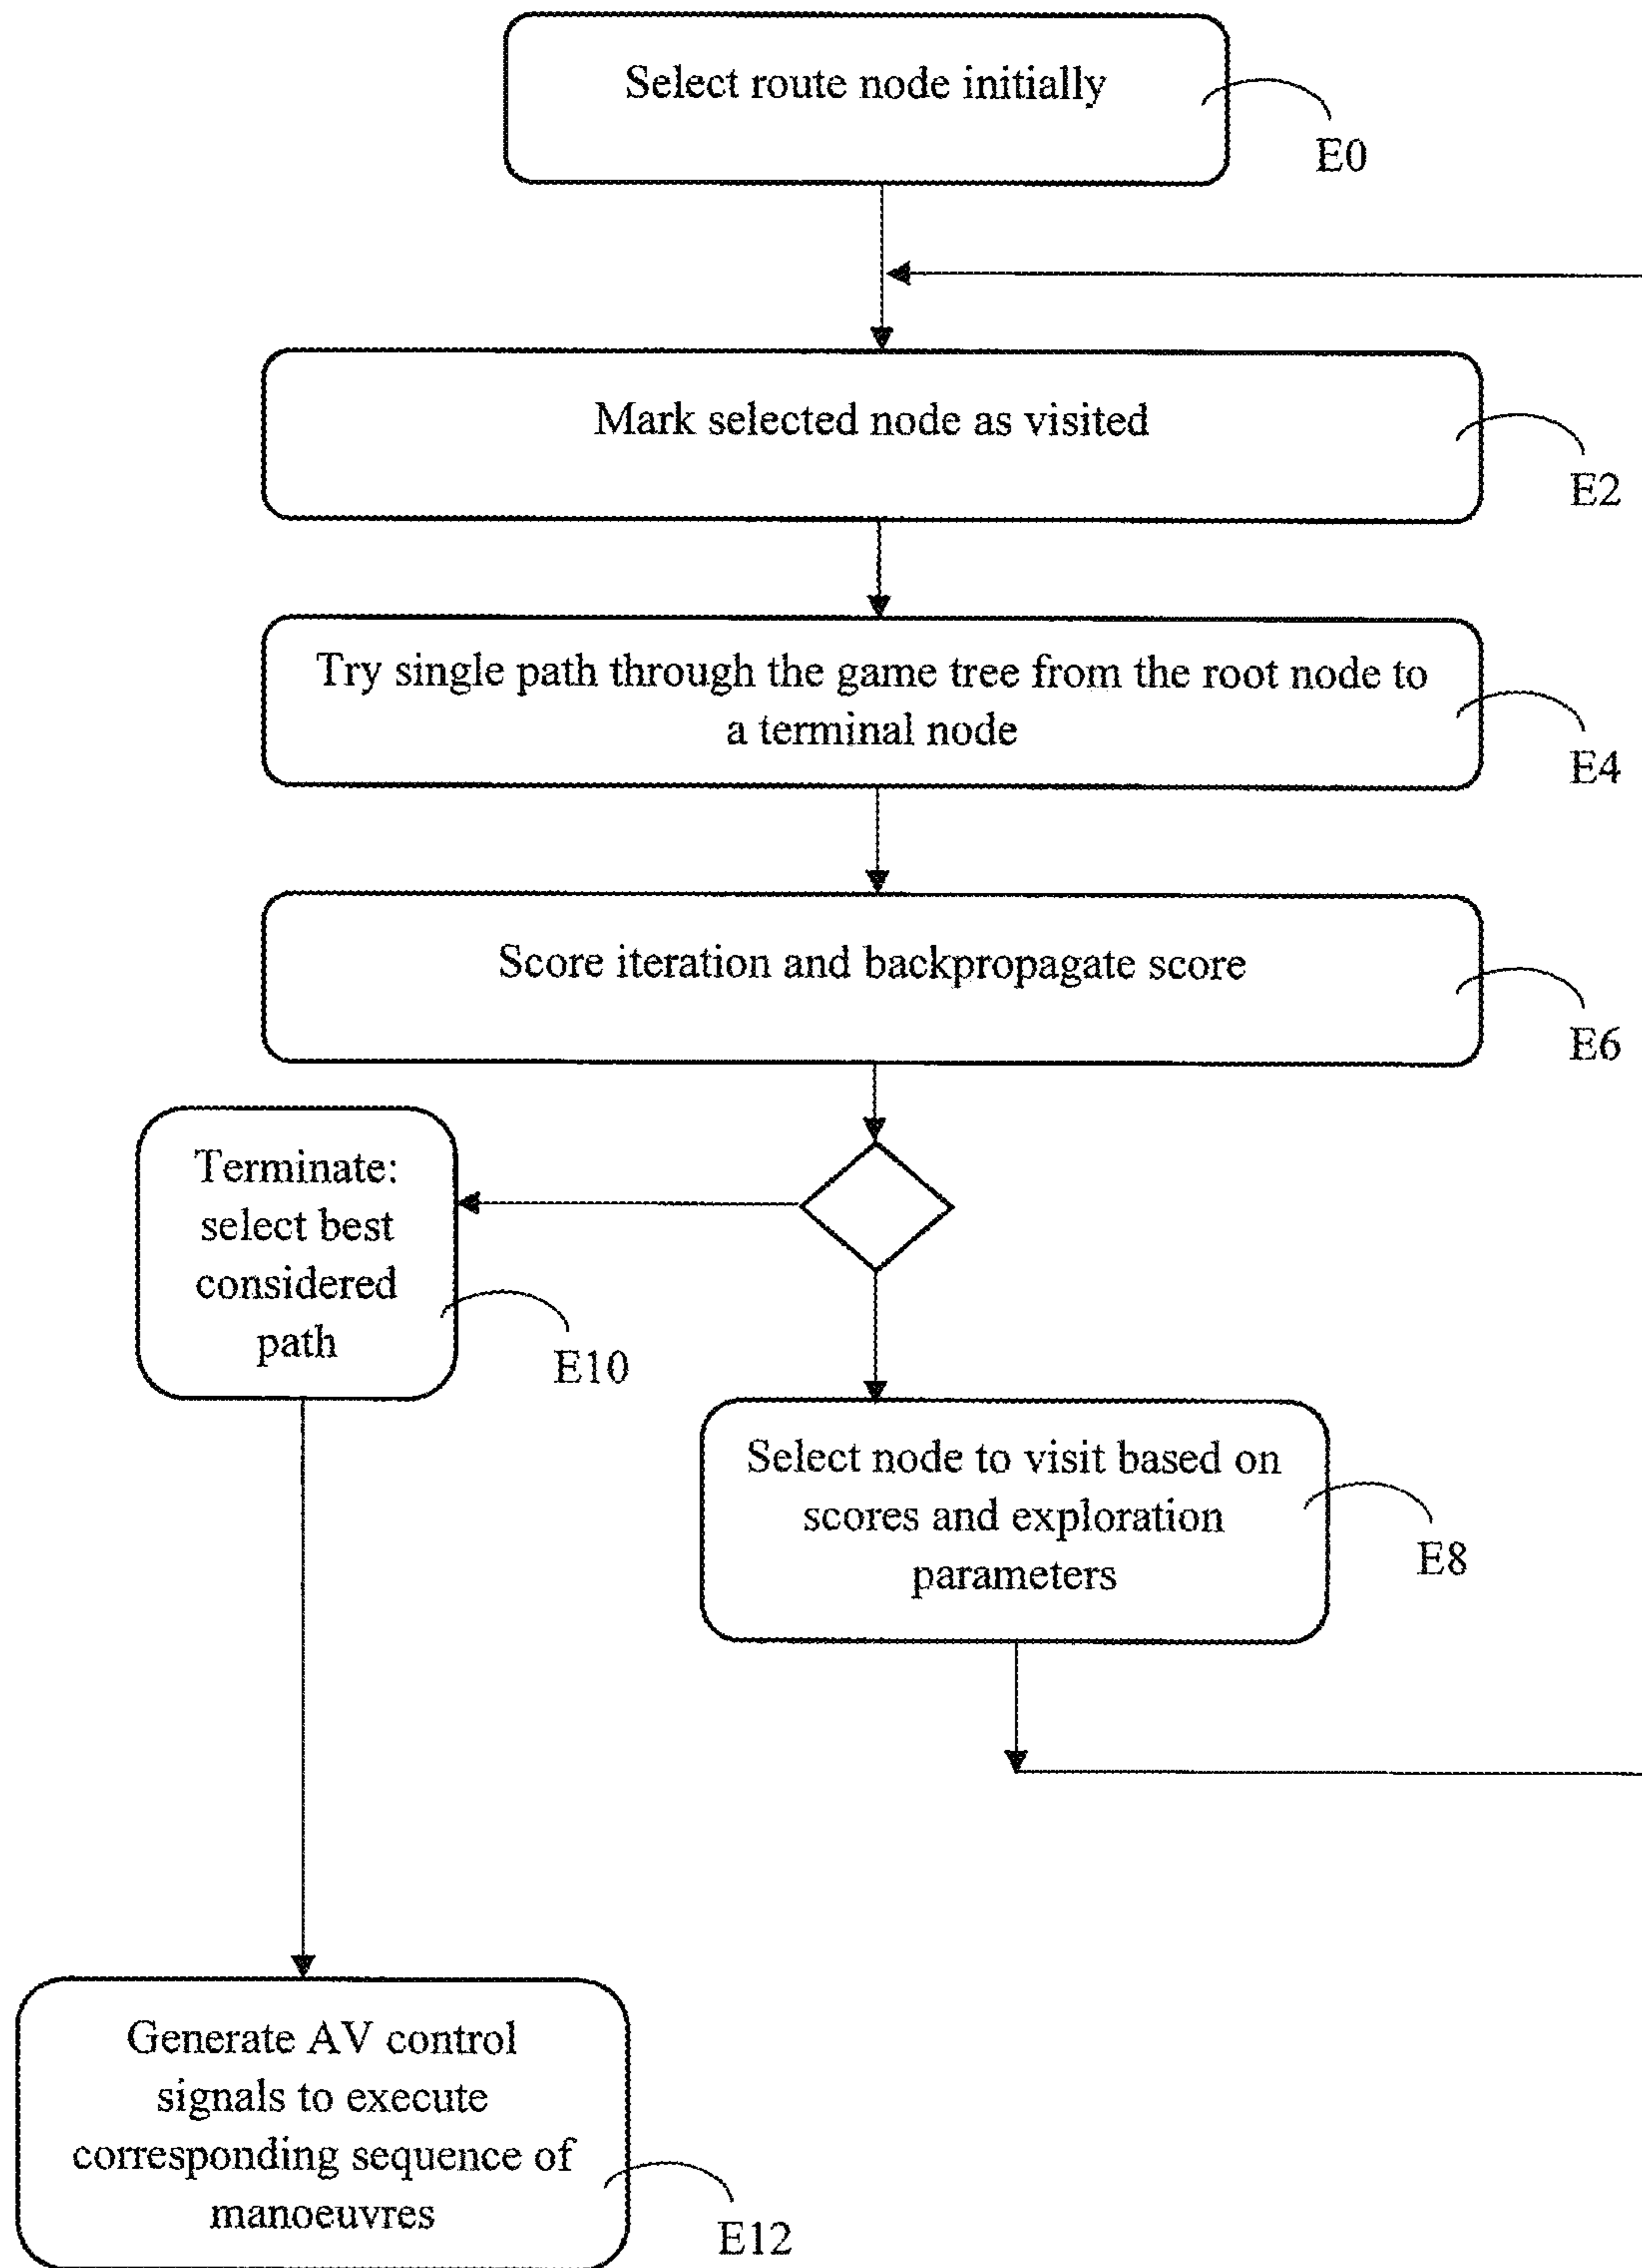 Select route node initially
E0
Mark selected node as visited
E2
Try single path through the game tree from the root node to
a terminal node
E4
Score iteration and backpropagate score
E6
Terminate:
select best
considered
path
E10
Select node to visit based on
scores and exploration
parameters
E8
Generate AV control
signals to execute
corresponding sequence of
manoeuvres
E12